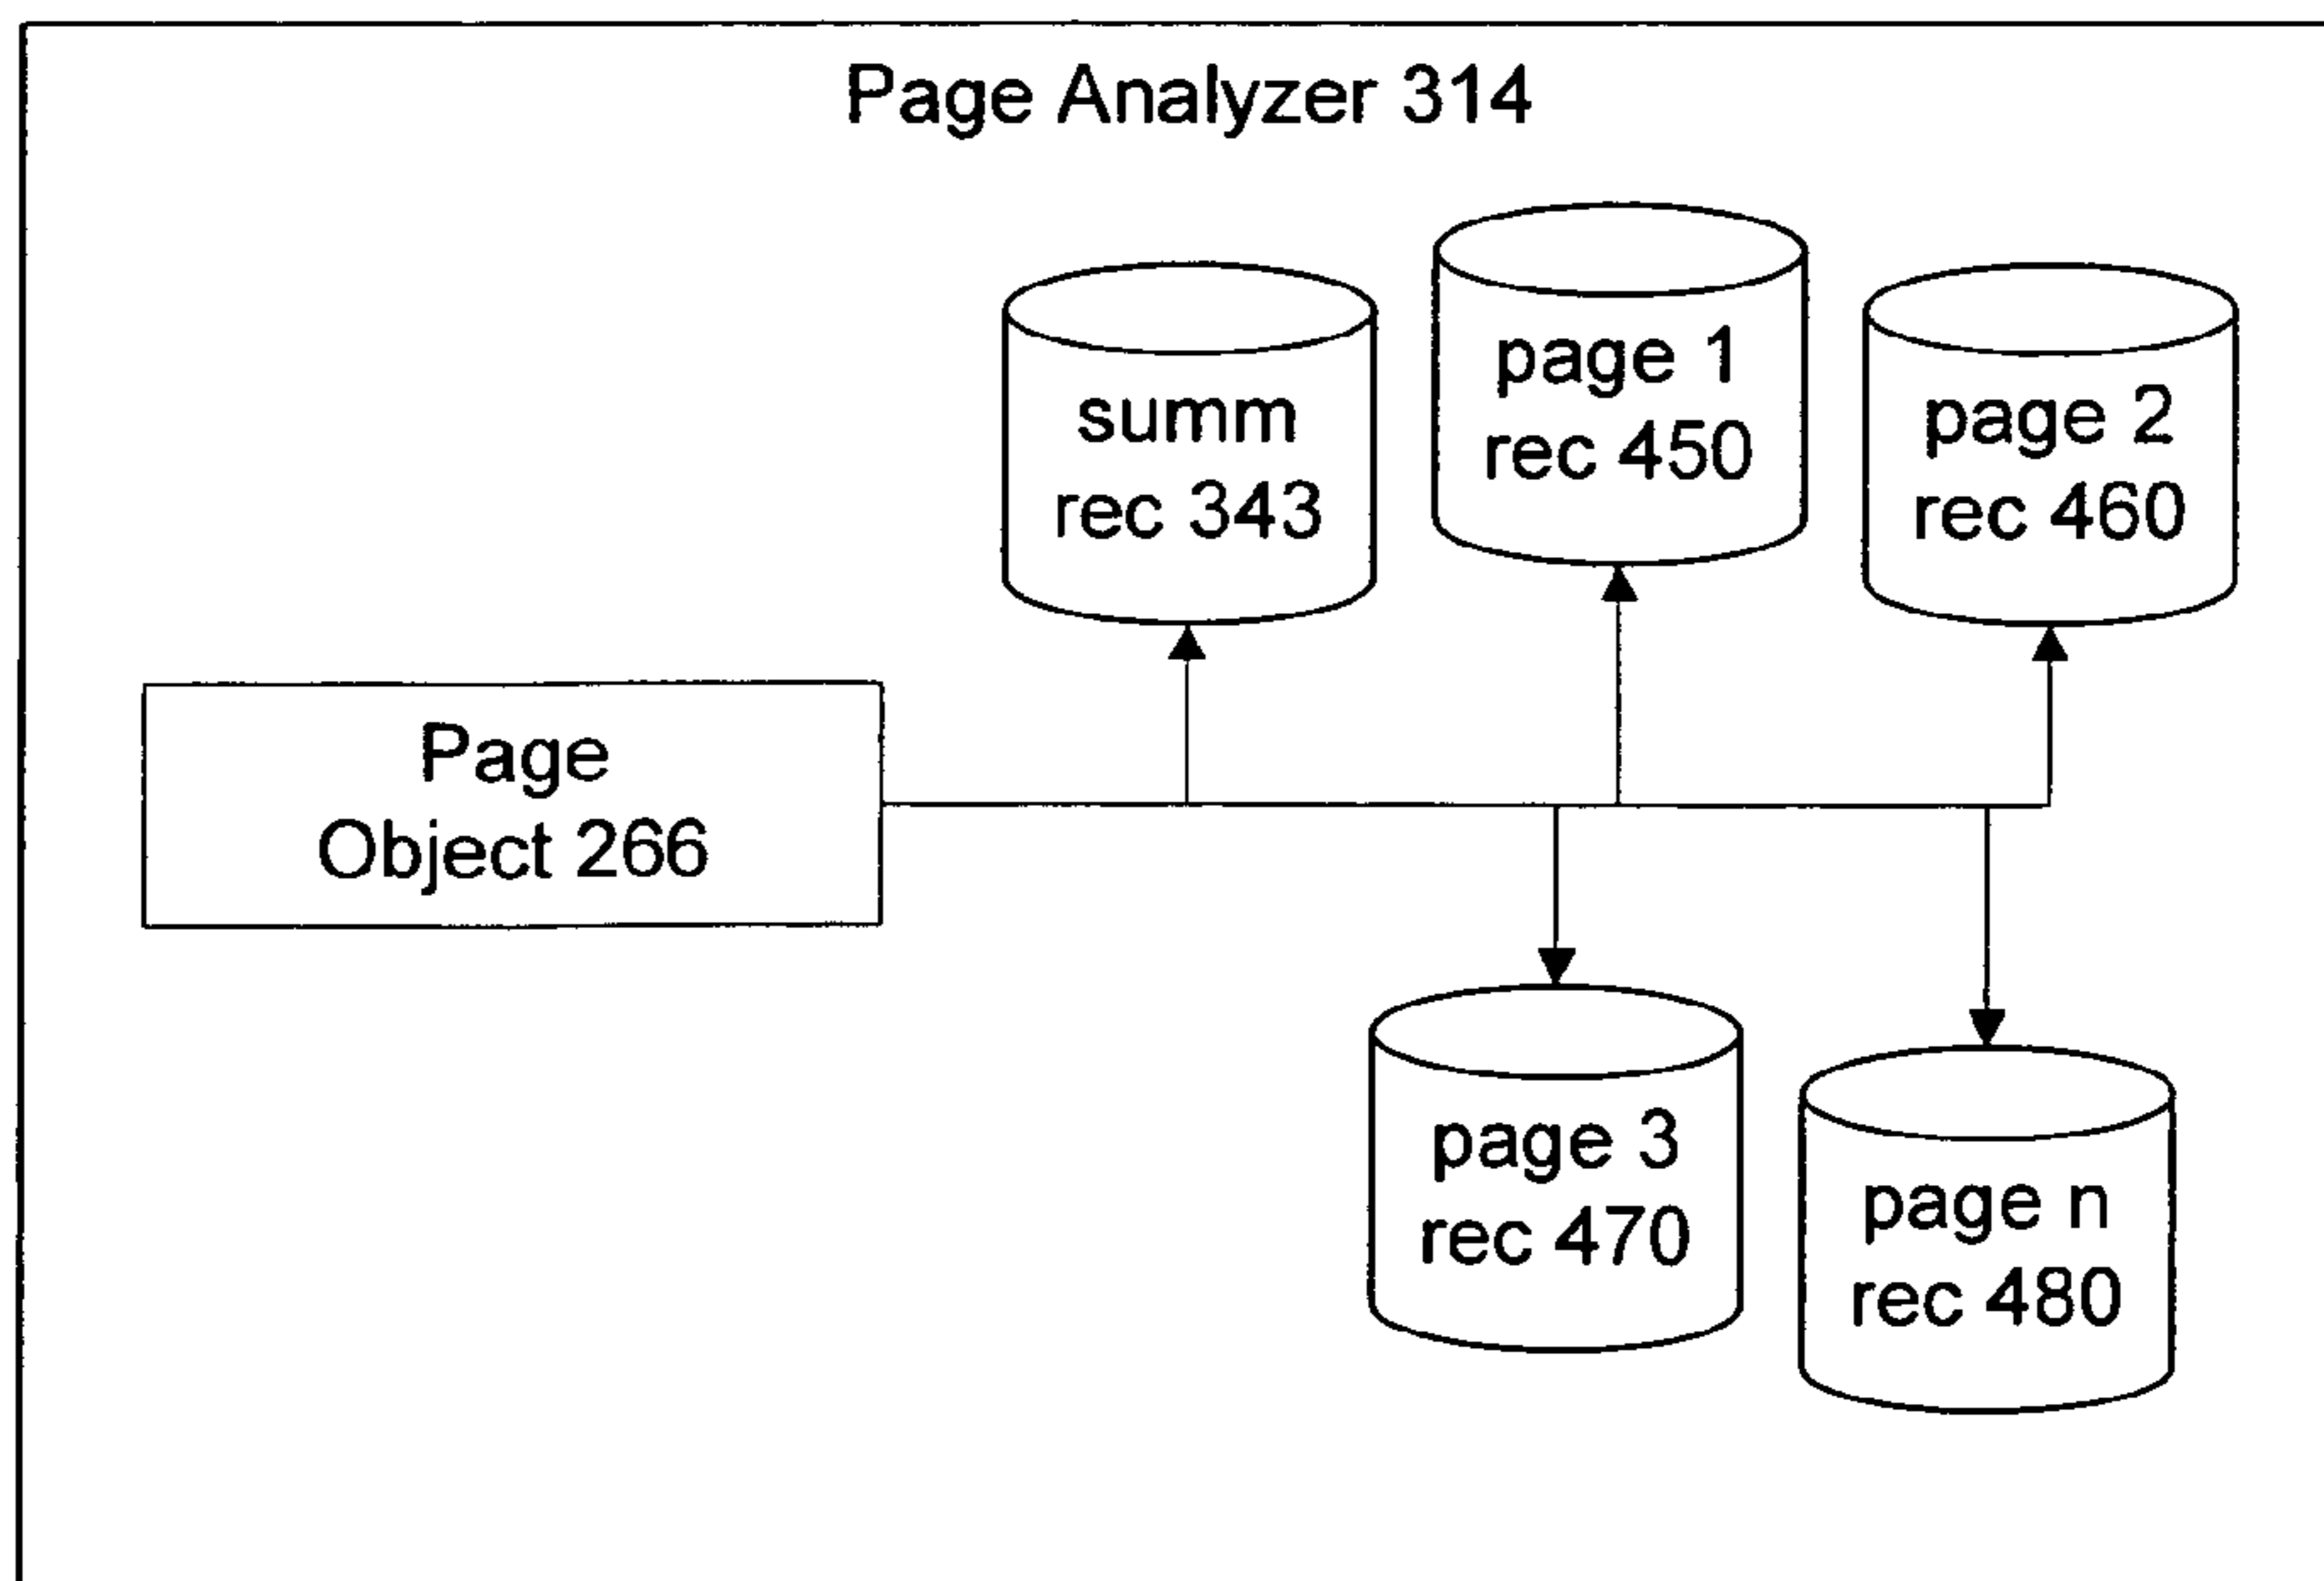 Page Analyzer 314
summ
rec 343
page 1
rec 450
page 2
rec 460
Page
Object 266
page 3
rec 470
page n
rec 480